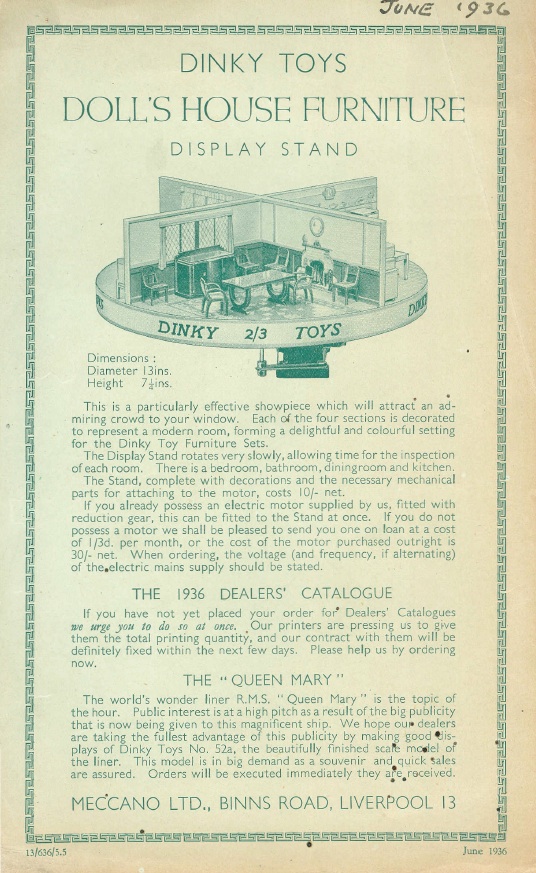 JUNE 1936
DINKY TOYS
DOLL'S HOUSE FURNITURE
DISPLAY STAND
DINKY 2/3 TOYS
Dimensions :
Diameter 13ins.
Height 7½ins.
This is a particularly effective showpiece which will attract an ad-
miring crowd to your window. Each of the four sections is decorated
to represent a modern room, forming a delightful and colourful setting
for the Dinky Toy Furniture Sets.
The Display Stand rotates very slowly, allowing time for the inspection
of each room. There is a bedroom, bathroom, diningroom and kitchen.
The Stand, complete with decorations and the necessary mechanical
parts for attaching to the motor, costs 10/- net.
If you already possess an electric motor supplied by us, fitted with
reduction gear, this can be fitted to the Stand at once. If you do not
possess a motor we shall be pleased to send you one on loan at a cost
of 1/3d. per month, or the cost of the motor purchased outright is
30/- net. When ordering, the voltage (and frequency, if alternating)
of the electric mains supply should be stated.
THE 1936 DEALERS' CATALOGUE
If you have not yet placed your order for Dealers' Catalogues
we urge you to do so at once. Our printers are pressing us to give
them the total printing quantity, and our contract with them will be
definitely fixed within the next few days. Please help us by ordering
now.
THE "QUEEN MARY"
The world's wonder liner R.M.S. "Queen Mary" is the topic of
the hour. Public interest is at a high pitch as a result of the big publicity
that is now being given to this magnificent ship. We hope our dealers
are taking the fullest advantage of this publicity by making good dis-
plays of Dinky Toys No. 52a, the beautifully finished scale model of
the liner. This model is in big demand as a souvenir and quick sales
are assured. Orders will be executed immediately they are received.
MECCANO LTD., BINNS ROAD, LIVERPOOL 13
13/636/5.5
June 1936